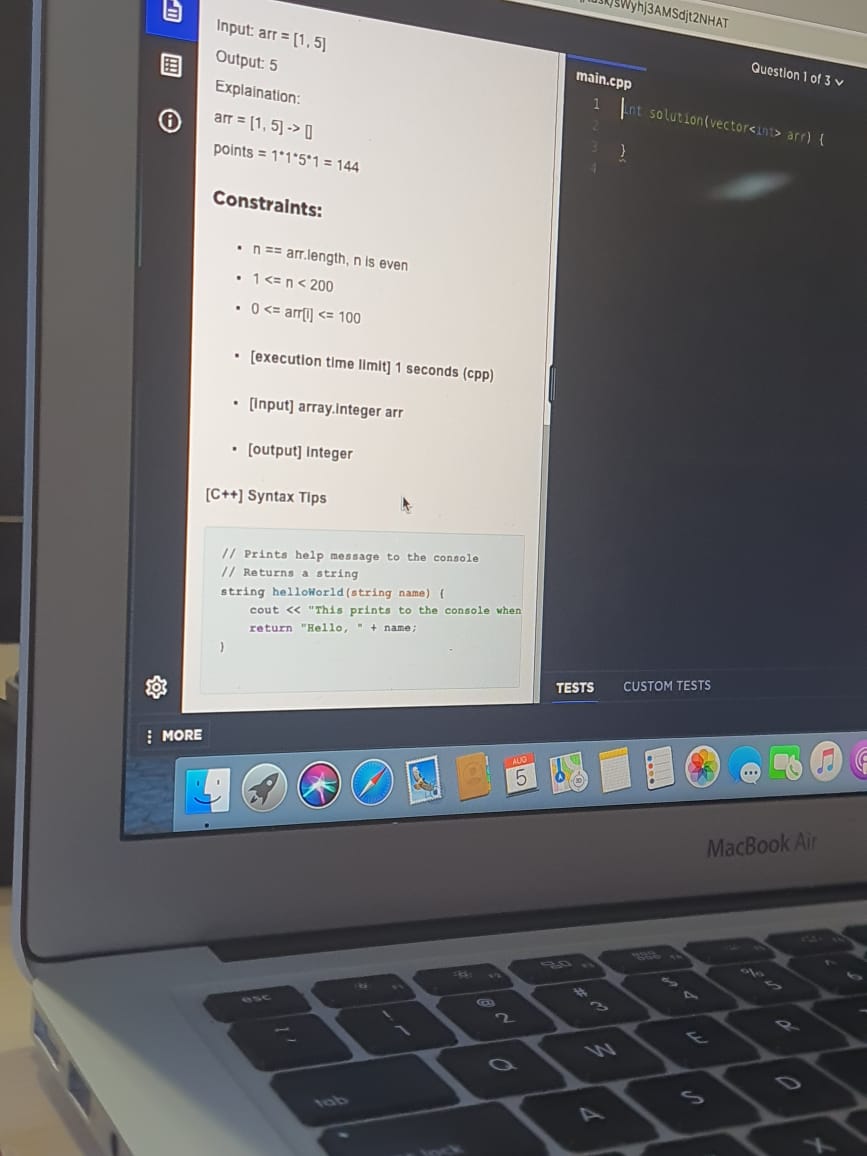 /sWyhj3AMSdjt2NHAT
Input: arr = [1, 5]
Output: 5
Explaination:
arr = [1, 5] -> []
points = 1*1*5*1 = 144
Constraints:
• n == arr.length, n is even
• 1 <= n < 200
• 0 <= arr[i] <= 100
• [execution time limit] 1 seconds (cpp)
• [input] array.integer arr
• [output] integer
[C++] Syntax Tips
// Prints help message to the console
// Returns a string
string helloWorld(string name) {
cout << "This prints to the console when
return "Hello, " + name;
}
MORE
Question 1 of 3
main.cpp
1 int solution(vector<int> arr) {
2
3 }
4
TESTS CUSTOM TESTS
AUG
5
MacBook Air
esc
! 1
@ 2
# 3
$ 4
% 5
^ 6
tab
Q
W
E
R
A
S
D
X